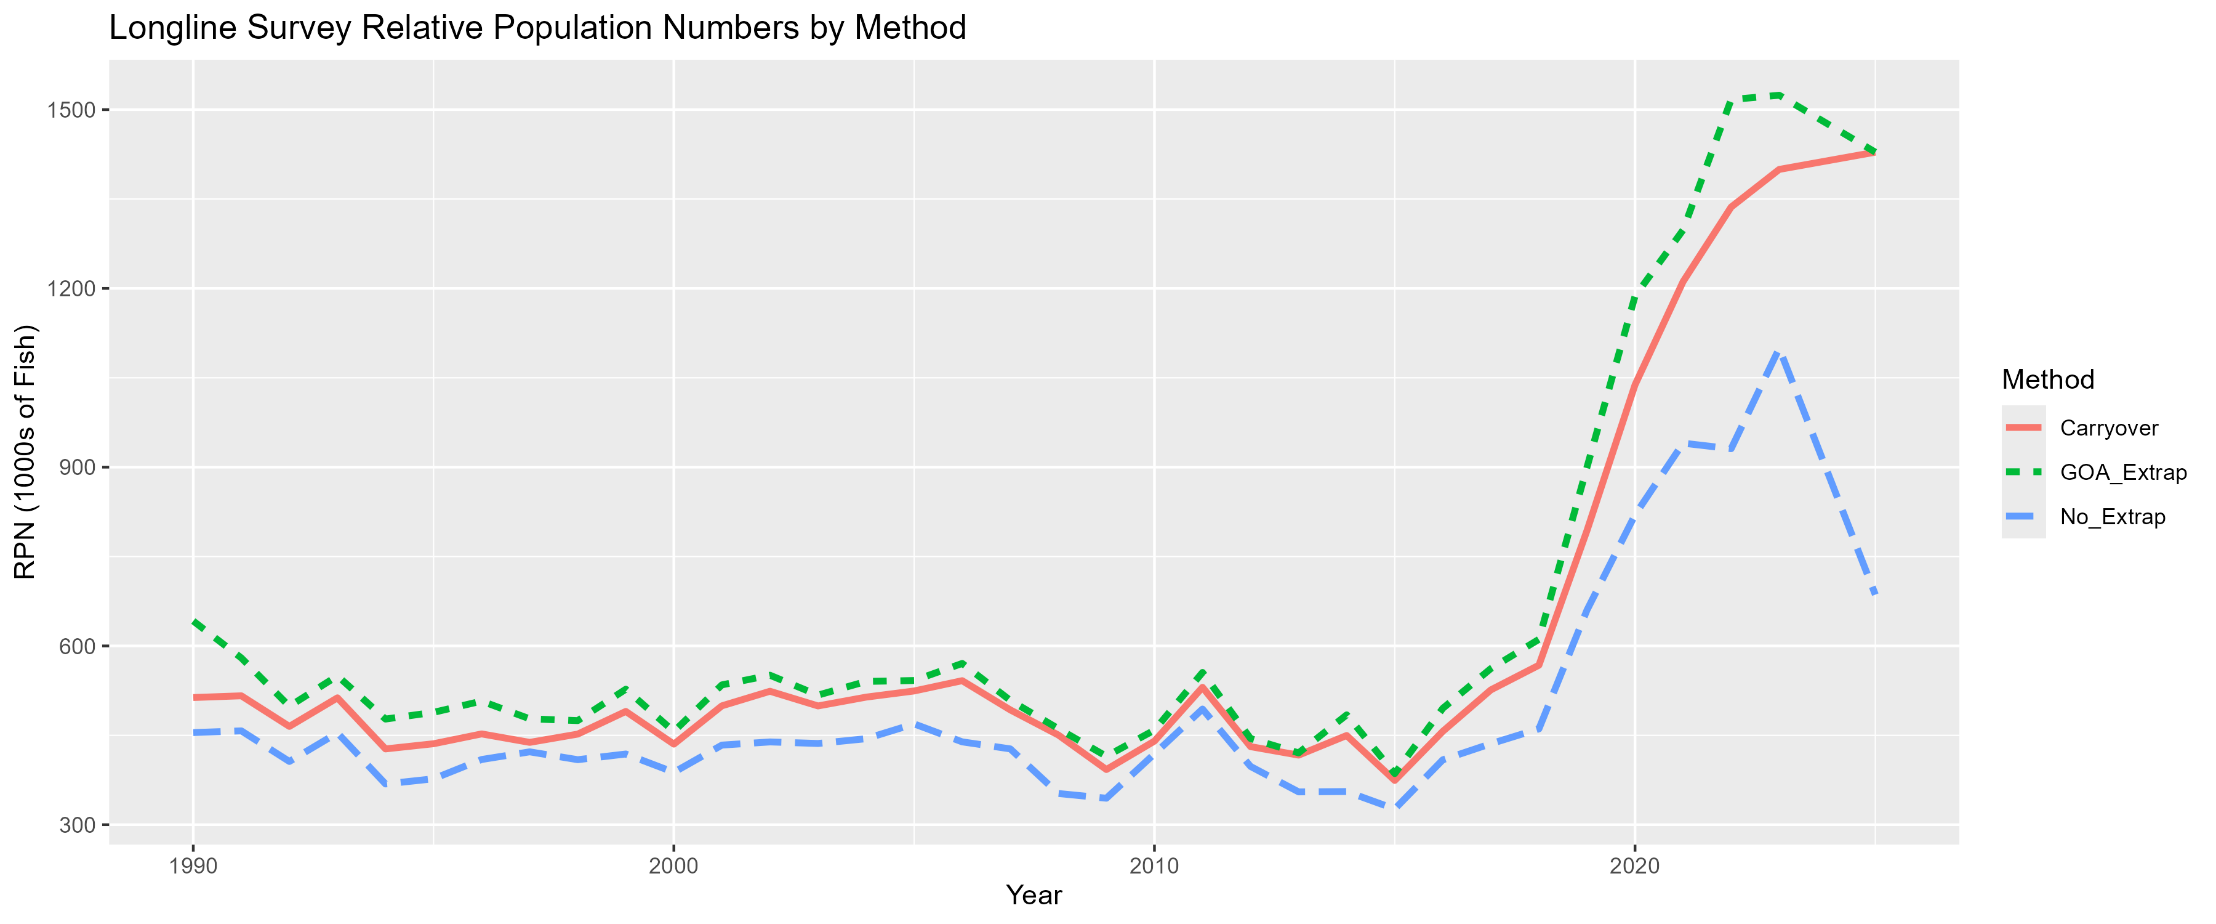 Longline Survey Relative Population Numbers by Method
RPN (1000s of Fish)
1500
1200
900
600
300
1990
2000
2010
2020
Year
Method
Carryover
GOA_Extrap
No_Extrap